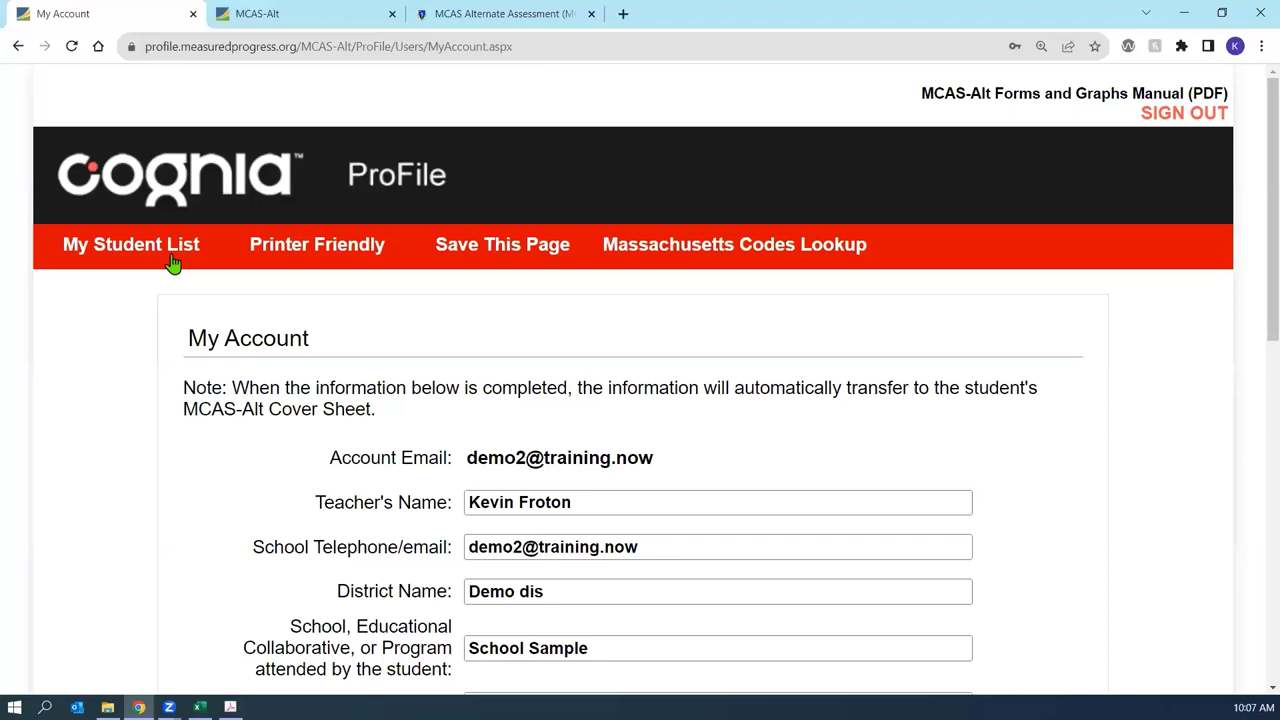 My Account
MCAS-Alt
MCAS Alternate Assessment (M
profile.measuredprogress.org/MCAS-Alt/ProFile/Users/MyAccount.aspx
K
MCAS-Alt Forms and Graphs Manual (PDF)
SIGN OUT
cognia™ ProFile
My Student List Printer Friendly Save This Page Massachusetts Codes Lookup
My Account
Note: When the information below is completed, the information will automatically transfer to the student's
MCAS-Alt Cover Sheet.
Account Email: demo2@training.now
Teacher's Name: Kevin Froton
School Telephone/email: demo2@training.now
District Name: Demo dis
School, Educational
Collaborative, or Program
attended by the student:
School Sample
10:07 AM